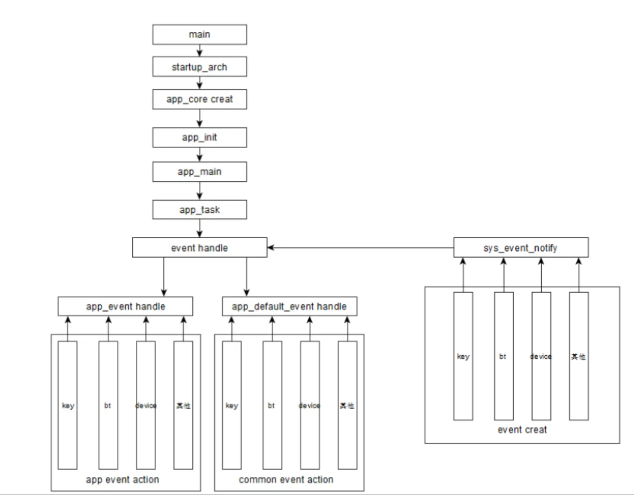 main
startup_arch
app_core creat
app_init
app_main
app_task
event handle
sys_event_notify
app_event handle
app_default_event handle
key
bt
device
其他
app event action
key
bt
device
其他
common event action
key
bt
device
其他
event creat